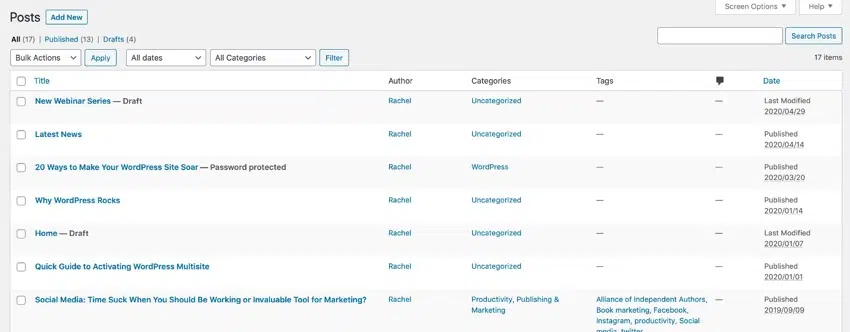 Screen Options ▼ Help ▼
Posts Add New
All (17) | Published (13) | Drafts (4)
Search Posts
Bulk Actions Apply All dates All Categories Filter 17 items
Title Author Categories Tags Date
New Webinar Series — Draft Rachel Uncategorized — — Last Modified
2020/04/29
Latest News Rachel Uncategorized — — Published
2020/04/14
20 Ways to Make Your WordPress Site Soar — Password protected Rachel WordPress — — Published
2020/03/20
Why WordPress Rocks Rachel Uncategorized — — Published
2020/01/14
Home — Draft Rachel Uncategorized — — Last Modified
2020/01/07
Quick Guide to Activating WordPress Multisite Rachel Uncategorized — — Published
2020/01/01
Social Media: Time Suck When You Should Be Working or Invaluable Tool for Marketing? Rachel Productivity, Publishing & Alliance of Independent Authors, — Published
Marketing Book marketing, Facebook, 2019/09/09
Instagram, productivity, Social
media, twitter